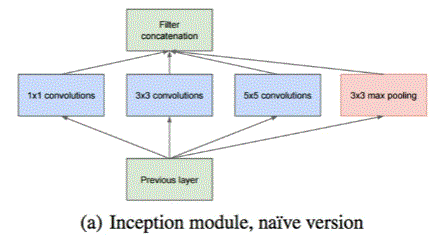 Filter
concatenation
1x1 convolutions
3x3 convolutions
5x5 convolutions
3x3 max pooling
Previous layer
(a) Inception module, naïve version